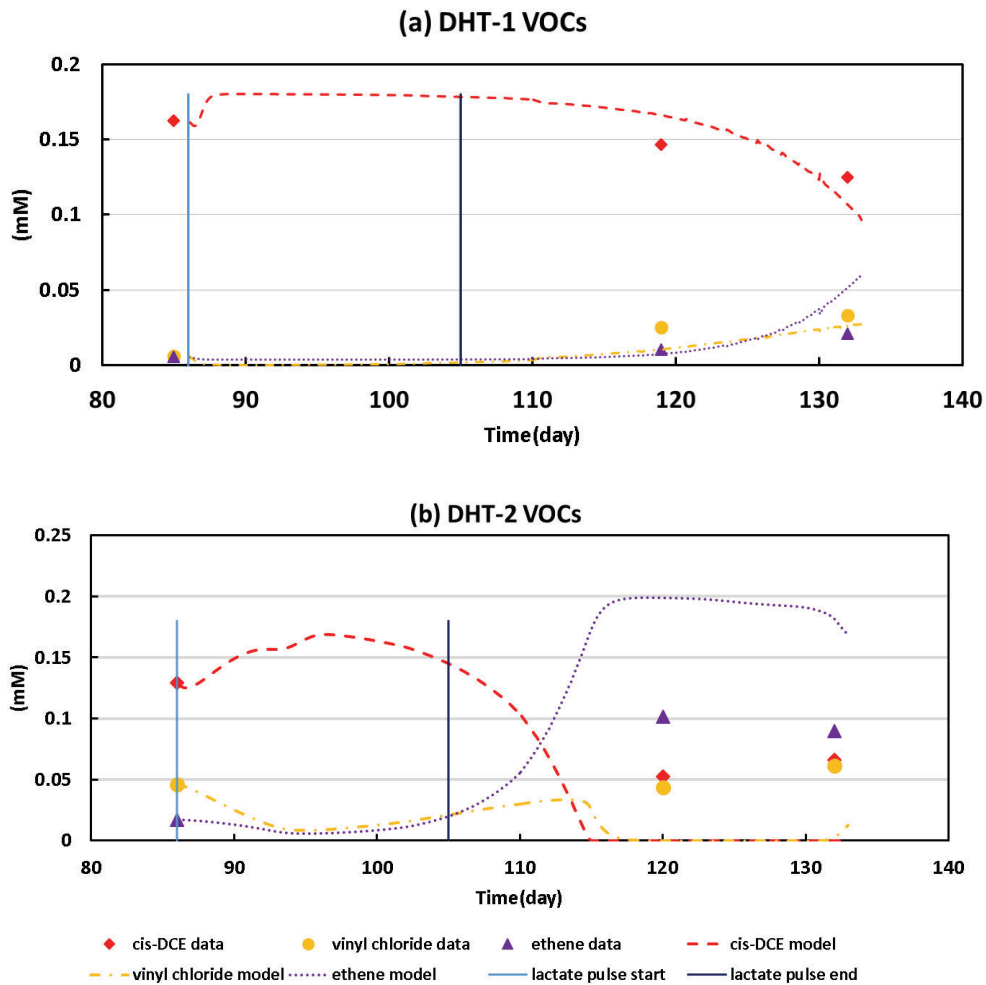 (a) DHT-1 VOCs
0.2
0.15
0.1
0.05
0
(mM)
80 90 100 110 120 130 140
Time(day)
(b) DHT-2 VOCs
0.25
0.2
0.15
0.1
0.05
0
(mM)
80 90 100 110 120 130 140
Time(day)
cis-DCE data vinyl chloride data ethene data cis-DCE model
vinyl chloride model ethene model lactate pulse start lactate pulse end